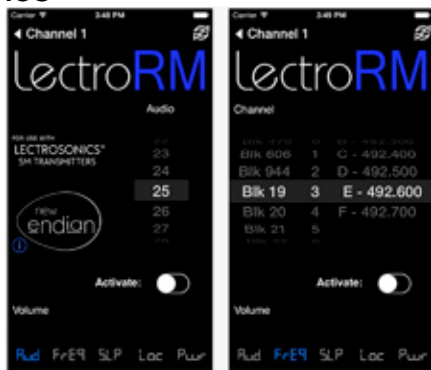 Carrier 3:48 PM
Channel 1
LectroRM
Audio
FOR USE WITH
LECTROSONICS®
SM TRANSMITTERS
23
24
25
26
27
new
endian
Activate:
Volume
Aud FrEq SLP Loc Pwr
Carrier 3:45 PM
Channel 1
LectroRM
Channel
Blk 606 1 C - 492.400
Blk 944 2 D - 492.500
Blk 19 3 E - 492.600
Blk 20 4 F - 492.700
Blk 21 5
Activate:
Volume
Aud FrEq SLP Loc Pwr